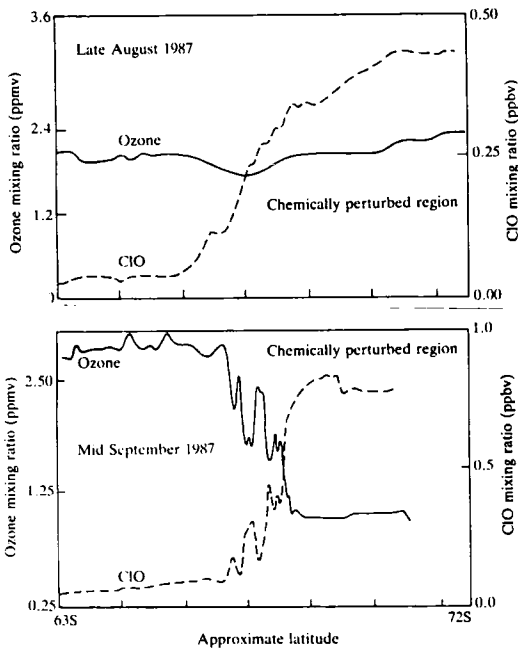 3.6
Late August 1987
0.50
2.4
Ozone
0.25
1.2
Chemically perturbed region
ClO
0.00
Ozone mixing ratio (ppmv)
ClO mixing ratio (ppbv)
1.0
Chemically perturbed region
Ozone
2.50
Mid September 1987
0.5
1.25
ClO
0.25
0.0
Ozone mixing ratio (ppmv)
ClO mixing ratio (ppbv)
63S
72S
Approximate latitude